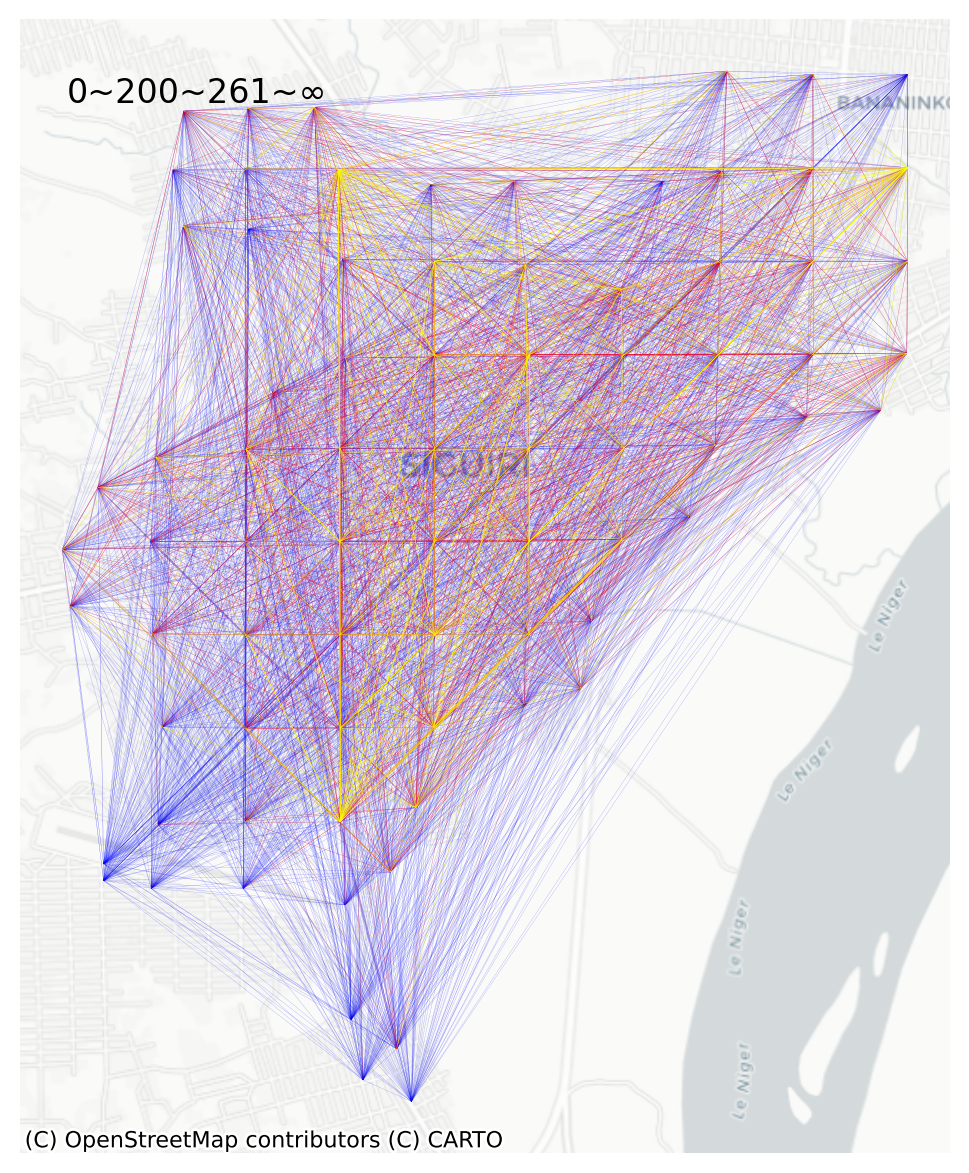 0~200~261~∞
BANANINKO
SIGUIRI
Le Niger
Le Niger
Le Niger
Le Niger
(C) OpenStreetMap contributors (C) CARTO